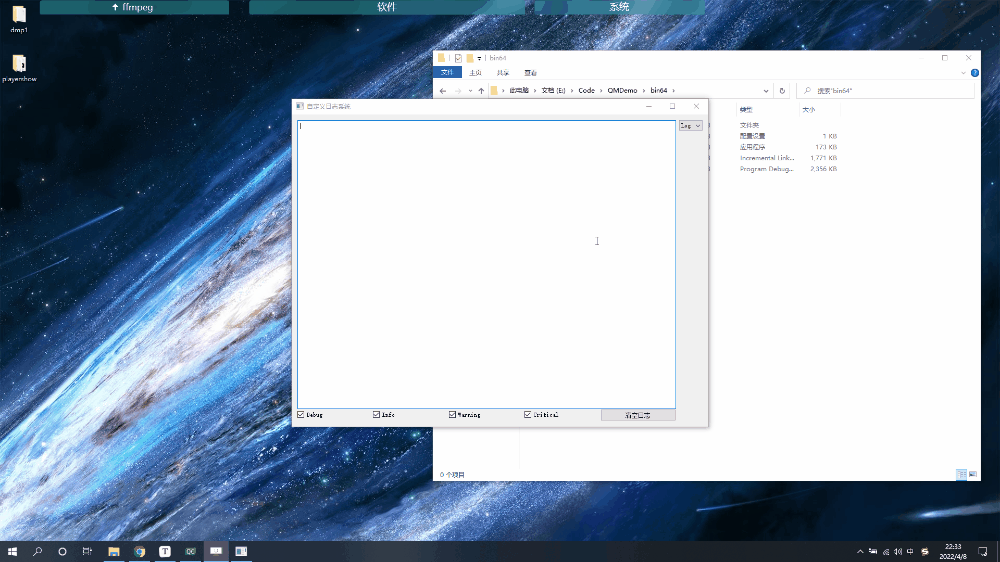 ↑ ffmpeg
软件
系统
dmp1
playershow
bin64
文件
主页
共享
查看
此电脑 › 文档 (E:) › Code › QMDemo › bin64 ›
搜索"bin64"
类型
大小
文件夹
配置设置
1 KB
应用程序
173 KB
Incremental Link...
1,771 KB
Program Debug...
2,356 KB
0 个项目
自定义日志系统
Log
Debug
Info
Warning
Critical
清空日志
中
22:33
2022/4/8